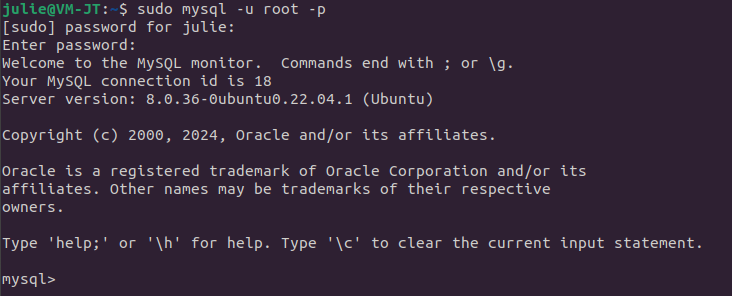 julie@VM-JT:~$ sudo mysql -u root -p
[sudo] password for julie:
Enter password:
Welcome to the MySQL monitor.  Commands end with ; or \g.
Your MySQL connection id is 18
Server version: 8.0.36-0ubuntu0.22.04.1 (Ubuntu)

Copyright (c) 2000, 2024, Oracle and/or its affiliates.

Oracle is a registered trademark of Oracle Corporation and/or its
affiliates. Other names may be trademarks of their respective
owners.

Type 'help;' or '\h' for help. Type '\c' to clear the current input statement.

mysql>